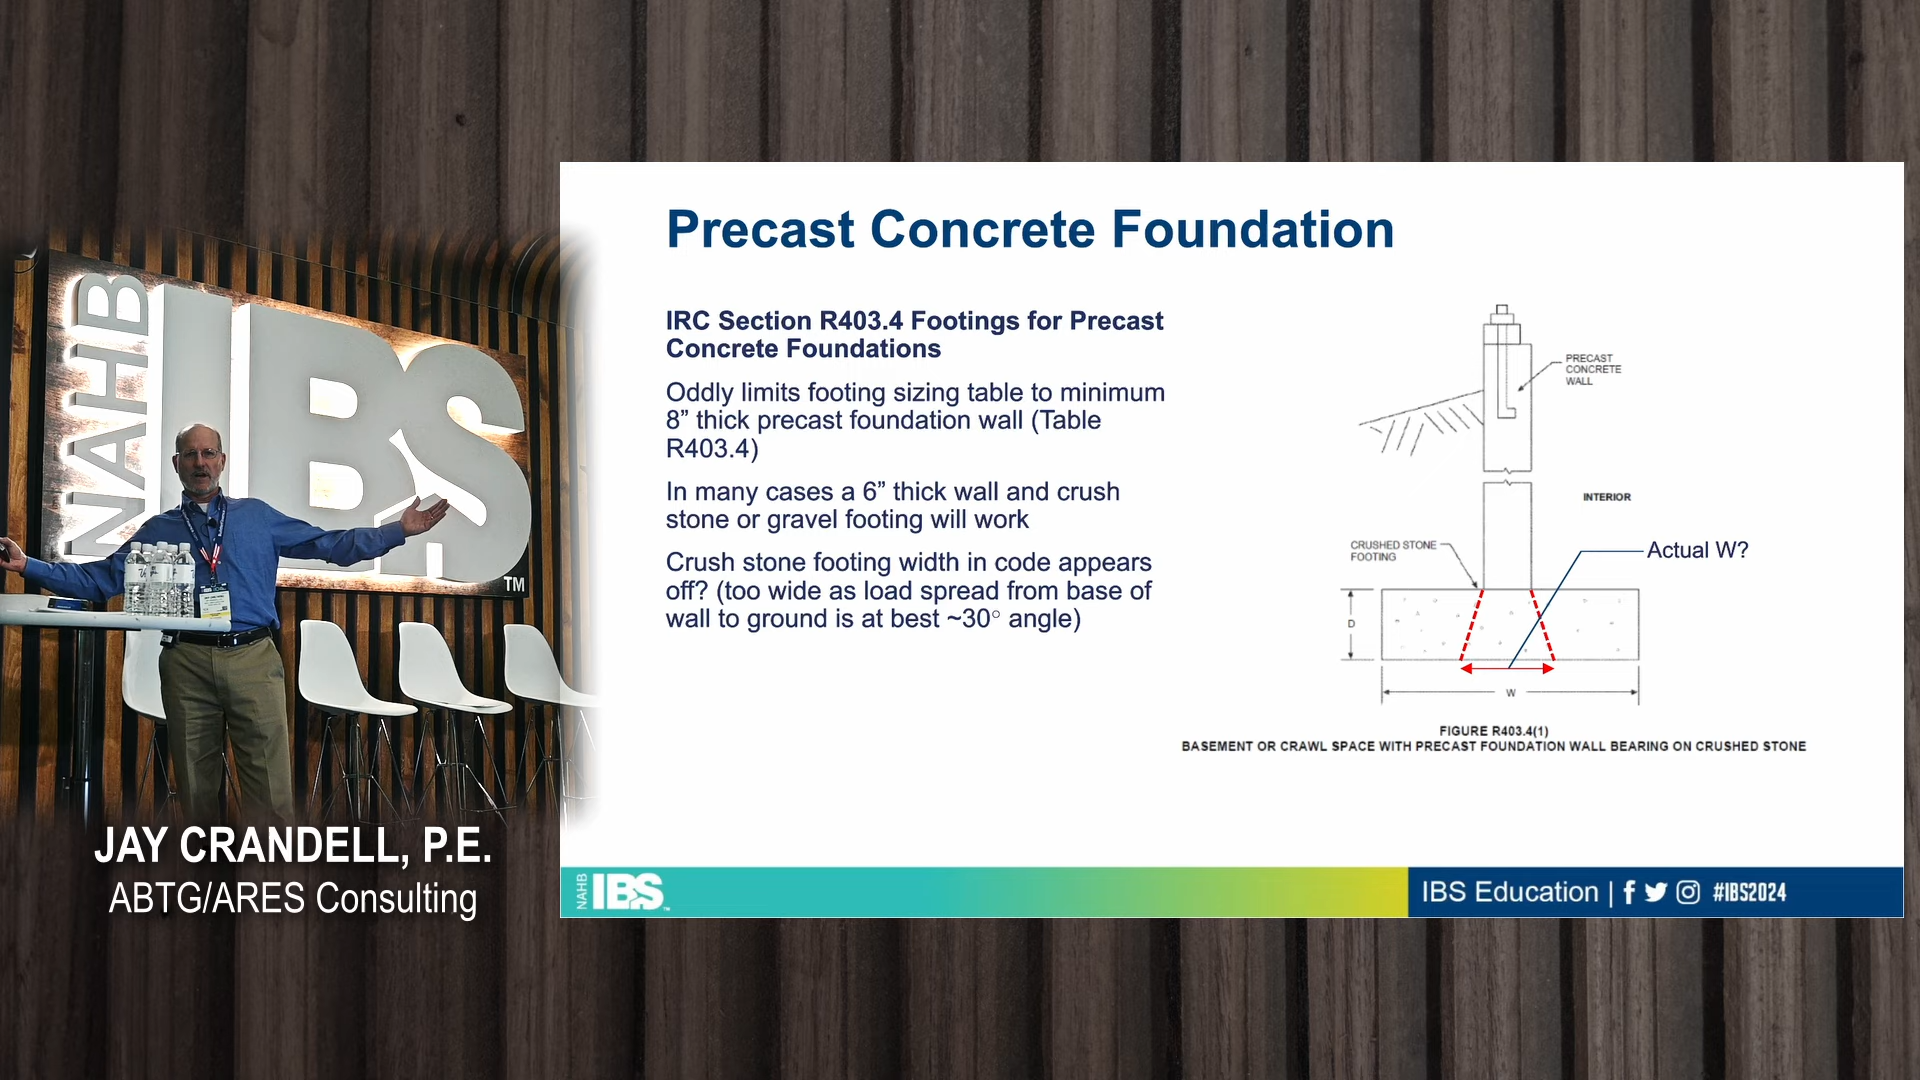 Precast Concrete Foundation
IRC Section R403.4 Footings for Precast
Concrete Foundations
Oddly limits footing sizing table to minimum
8” thick precast foundation wall (Table
R403.4)
In many cases a 6” thick wall and crush
stone or gravel footing will work
Crush stone footing width in code appears
off? (too wide as load spread from base of
wall to ground is at best ~30° angle)
PRECAST
CONCRETE
WALL
INTERIOR
CRUSHED STONE
FOOTING
Actual W?
D
W
FIGURE R403.4(1)
BASEMENT OR CRAWL SPACE WITH PRECAST FOUNDATION WALL BEARING ON CRUSHED STONE
NAHB
IBS
TM
JAY CRANDELL, P.E.
ABTG/ARES Consulting
NAHB IBS
IBS Education | #IBS2024